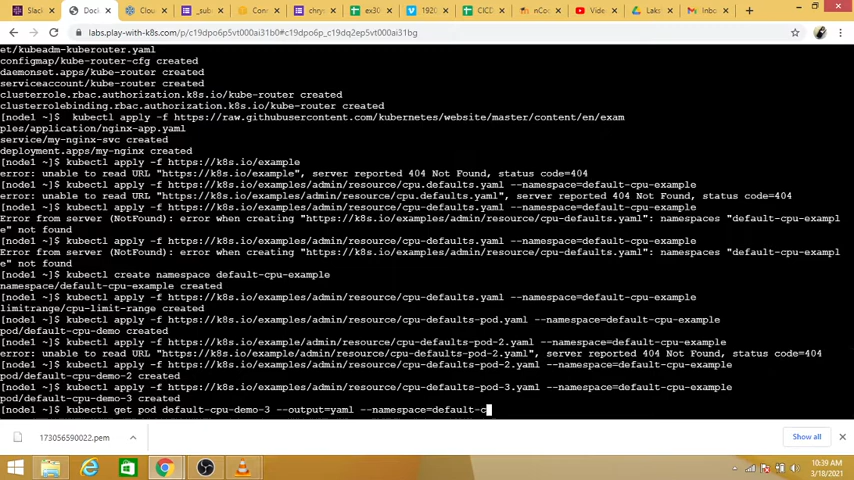 Slack
Dock
Cloud
_sub
Conn
chry
ex30
1920
CICD
nCo
Vide
Laks
Inbo
labs.play-with-k8s.com/p/c19dpo6p5vt000ai31b0#c19dpo6p_c19dq2ep5vt000ai31bg
et/kubeadm-kuberouter.yaml
configmap/kube-router-cfg created
daemonset.apps/kube-router created
serviceaccount/kube-router created
clusterrole.rbac.authorization.k8s.io/kube-router created
clusterrolebinding.rbac.authorization.k8s.io/kube-router created
[node1 ~]$  kubectl apply -f https://raw.githubusercontent.com/kubernetes/website/master/content/en/exam
ples/application/nginx-app.yaml
service/my-nginx-svc created
deployment.apps/my-nginx created
[node1 ~]$ kubectl apply -f https://k8s.io/example
error: unable to read URL "https://k8s.io/example", server reported 404 Not Found, status code=404
[node1 ~]$ kubectl apply -f https://k8s.io/examples/admin/resource/cpu.defaults.yaml --namespace=default-cpu-example
error: unable to read URL "https://k8s.io/examples/admin/resource/cpu.defaults.yaml", server reported 404 Not Found, status code=404
[node1 ~]$ kubectl apply -f https://k8s.io/examples/admin/resource/cpu-defaults.yaml --namespace=default-cpu-example
Error from server (NotFound): error when creating "https://k8s.io/examples/admin/resource/cpu-defaults.yaml": namespaces "default-cpu-exampl
e" not found
[node1 ~]$ kubectl apply -f https://k8s.io/examples/admin/resource/cpu-defaults.yaml --namespace=default-cpu-example
Error from server (NotFound): error when creating "https://k8s.io/examples/admin/resource/cpu-defaults.yaml": namespaces "default-cpu-exampl
e" not found
[node1 ~]$ kubectl create namespace default-cpu-example
namespace/default-cpu-example created
[node1 ~]$ kubectl apply -f https://k8s.io/examples/admin/resource/cpu-defaults.yaml --namespace=default-cpu-example
limitrange/cpu-limit-range created
[node1 ~]$ kubectl apply -f https://k8s.io/examples/admin/resource/cpu-defaults-pod.yaml --namespace=default-cpu-example
pod/default-cpu-demo created
[node1 ~]$ kubectl apply -f https://k8s.io/example/admin/resource/cpu-defaults-pod-2.yaml --namespace=default-cpu-example
error: unable to read URL "https://k8s.io/example/admin/resource/cpu-defaults-pod-2.yaml", server reported 404 Not Found, status code=404
[node1 ~]$ kubectl apply -f https://k8s.io/examples/admin/resource/cpu-defaults-pod-2.yaml --namespace=default-cpu-example
pod/default-cpu-demo-2 created
[node1 ~]$ kubectl apply -f https://k8s.io/examples/admin/resource/cpu-defaults-pod-3.yaml --namespace=default-cpu-example
pod/default-cpu-demo-3 created
[node1 ~]$ kubectl get pod default-cpu-demo-3 --output=yaml --namespace=default-c
173056590022.pem
Show all
10:39 AM
3/18/2021